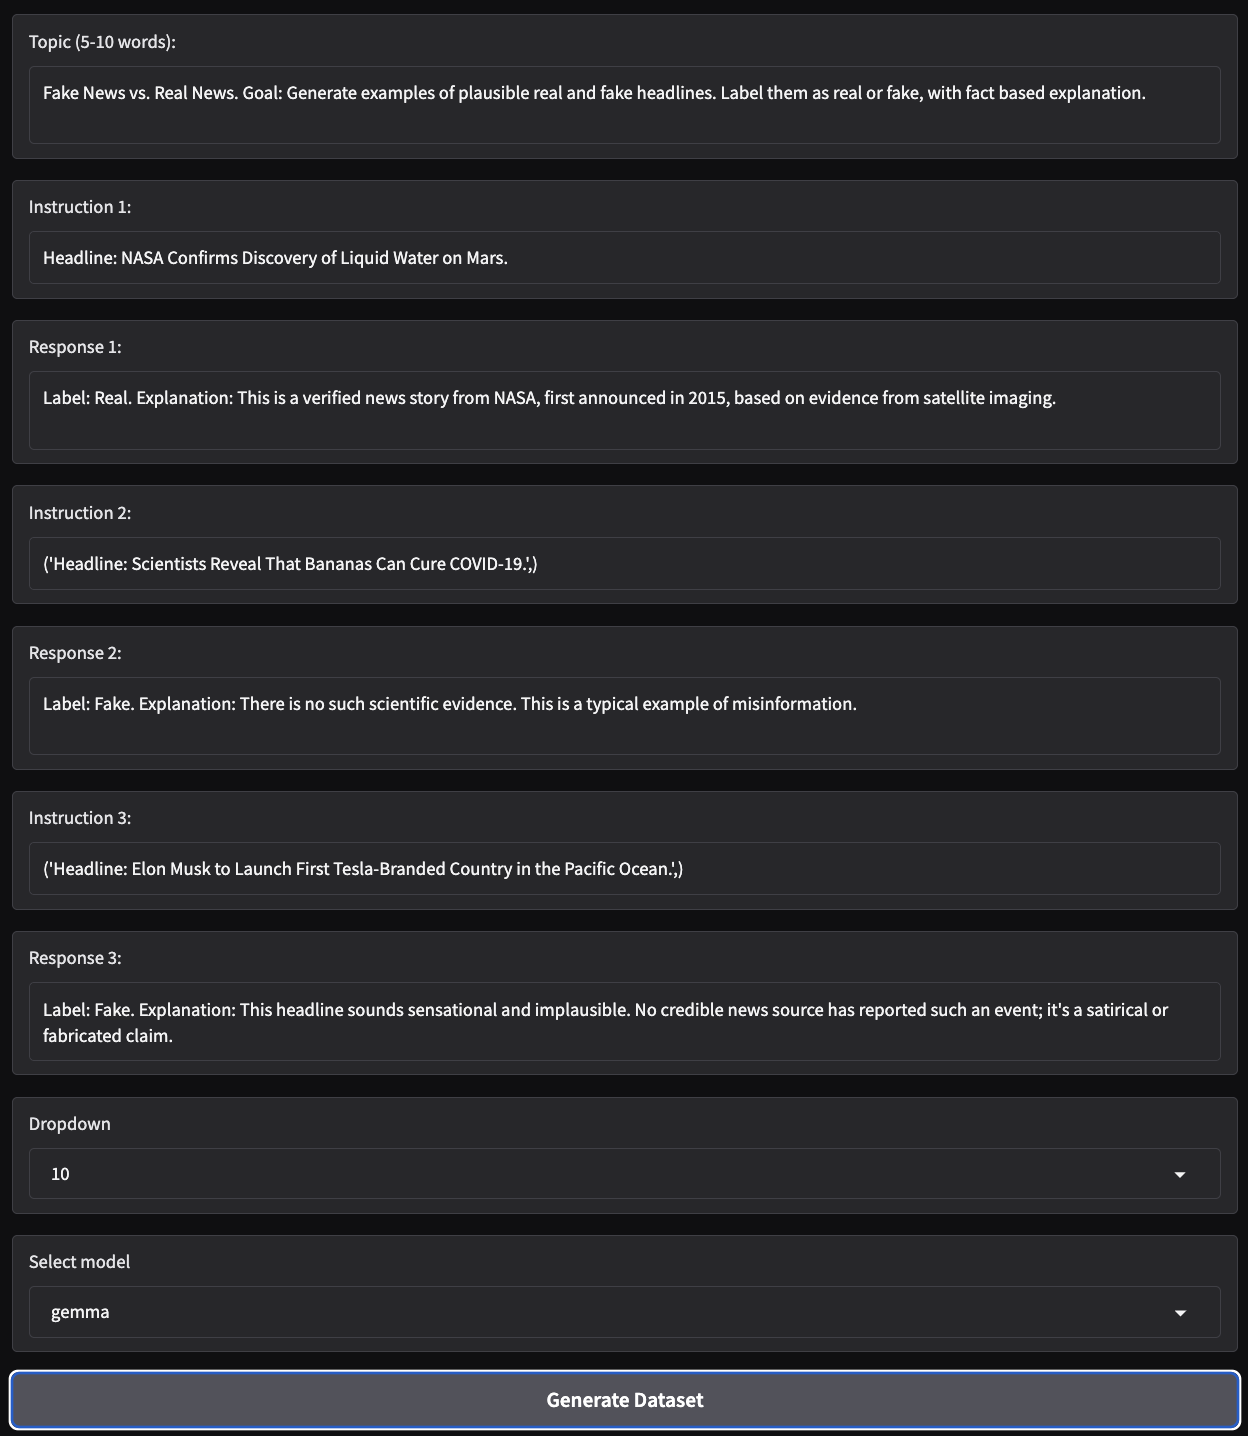 Topic (5-10 words):
Fake News vs. Real News. Goal: Generate examples of plausible real and fake headlines. Label them as real or fake, with fact based explanation.
Instruction 1:
Headline: NASA Confirms Discovery of Liquid Water on Mars.
Response 1:
Label: Real. Explanation: This is a verified news story from NASA, first announced in 2015, based on evidence from satellite imaging.
Instruction 2:
('Headline: Scientists Reveal That Bananas Can Cure COVID-19.',)
Response 2:
Label: Fake. Explanation: There is no such scientific evidence. This is a typical example of misinformation.
Instruction 3:
('Headline: Elon Musk to Launch First Tesla-Branded Country in the Pacific Ocean.',)
Response 3:
Label: Fake. Explanation: This headline sounds sensational and implausible. No credible news source has reported such an event; it's a satirical or
fabricated claim.
Dropdown
10
Select model
gemma
Generate Dataset